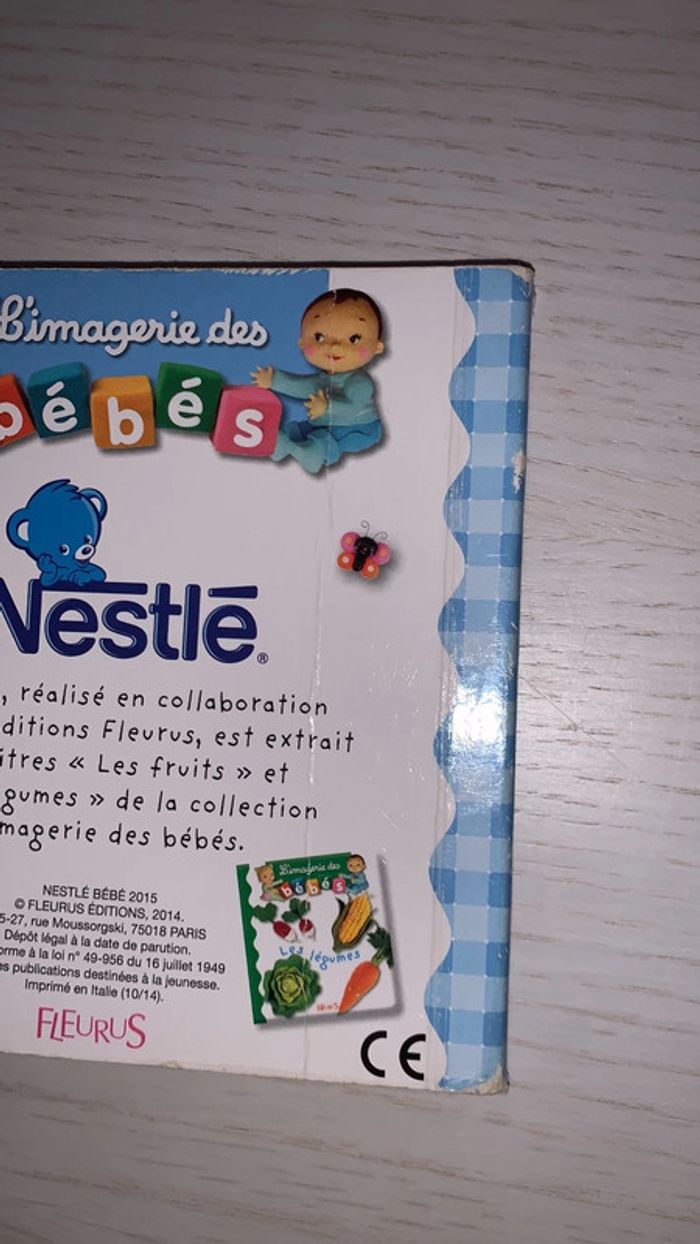 L'imagerie des
bébés
Nestlé®
, réalisé en collaboration
ditions Fleurus, est extrait
itres « Les fruits » et
gumes » de la collection
magerie des bébés.
L'imagerie des
bébés
Les légumes
NESTLÉ BÉBÉ 2015
© FLEURUS ÉDITIONS, 2014.
5-27, rue Moussorgski, 75018 PARIS
Dépôt légal à la date de parution.
orme à la loi n° 49-956 du 16 juillet 1949
s publications destinées à la jeunesse.
Imprimé en Italie (10/14).
FLEURUS
CE